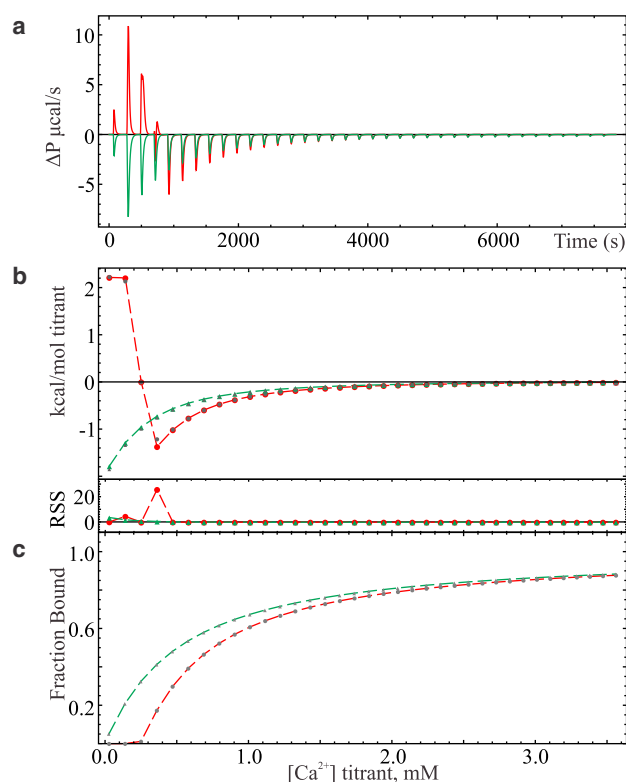 a
10
5
0
-5
ΔP µcal/s
0
2000
4000
6000
Time (s)
b
2
1
0
-1
kcal/mol titrant
20
0
RSS
c
1.0
0.6
0.2
Fraction Bound
0.0
1.0
2.0
3.0
[Ca²⁺] titrant, mM